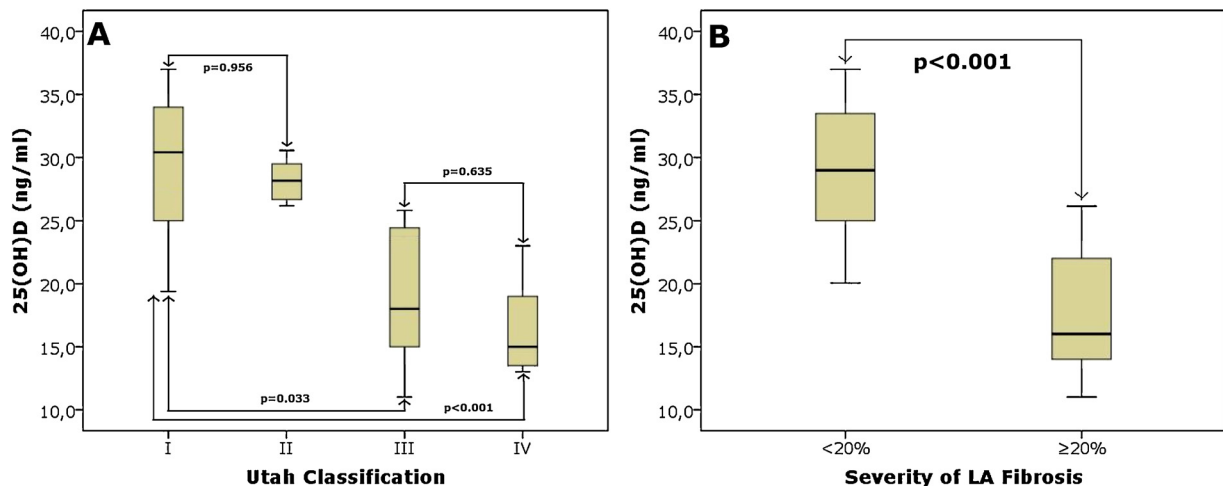 A
40,0
35,0
30,0
25,0
20,0
15,0
10,0
25(OH)D (ng/ml)
p=0.956
p=0.635
p=0.033
p<0.001
I II III IV
Utah Classification
B
40,0
35,0
30,0
25,0
20,0
15,0
10,0
25(OH)D (ng/ml)
p<0.001
<20% ≥20%
Severity of LA Fibrosis